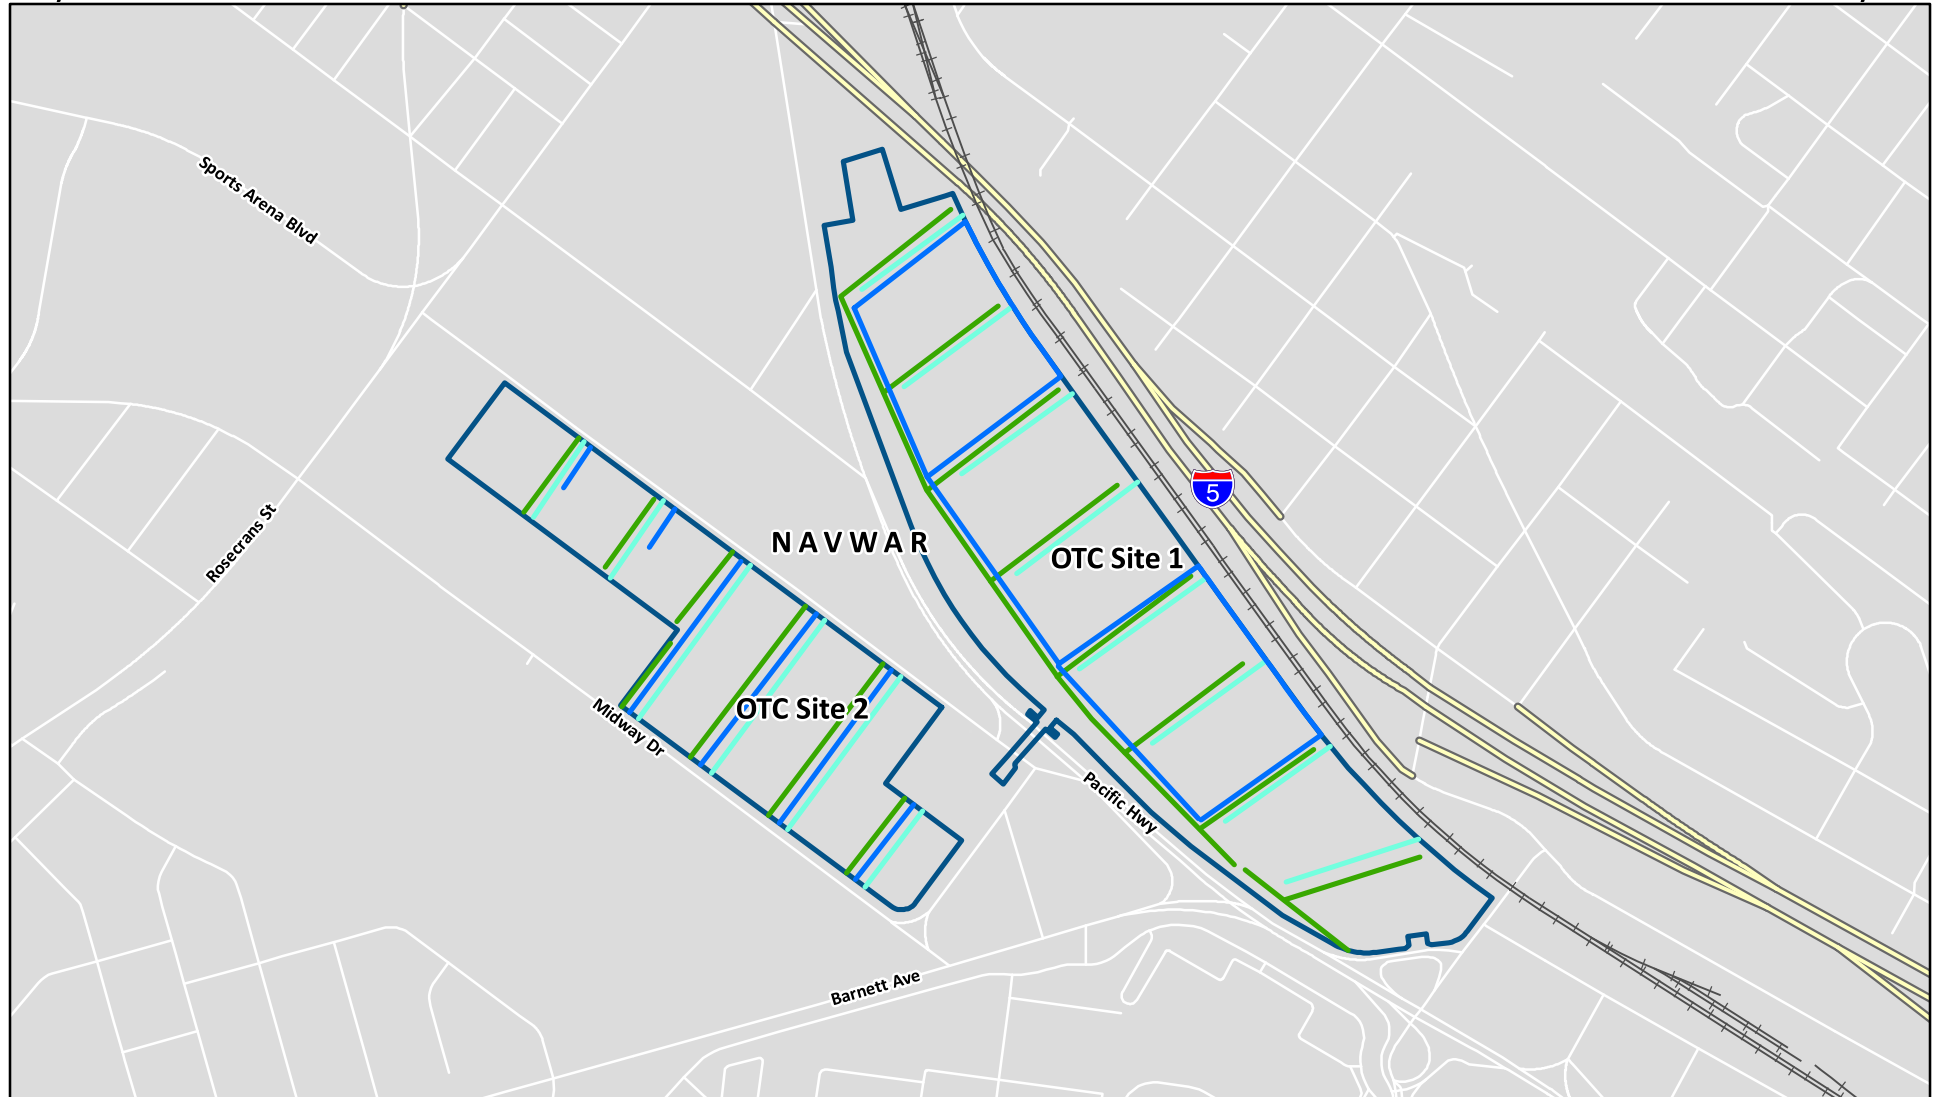 Sports Arena Blvd
Rosecrans St
5
NAVWAR
OTC Site 1
OTC Site 2
Midway Dr
Pacific Hwy
Barnett Ave